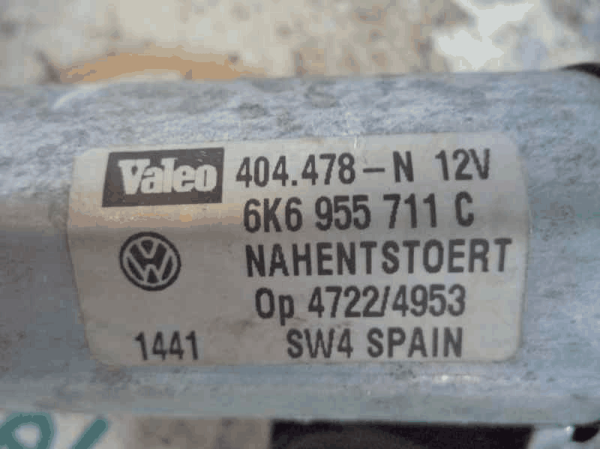 Valeo 404.478-N 12V
6K6 955 711 C
NAHENTSTOERT
Op 4722/4953
1441 SW4 SPAIN